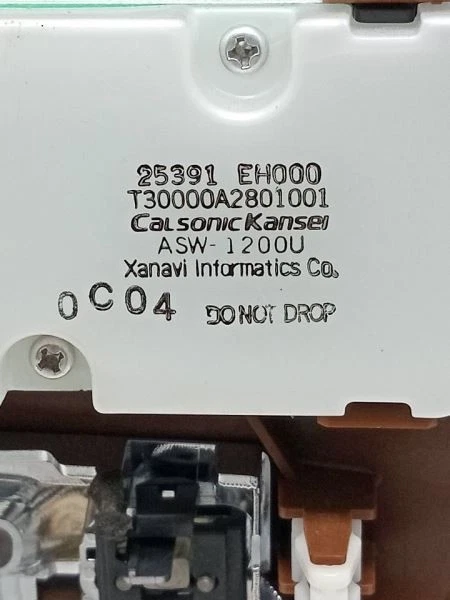 25391 EH000
T30000A2801001
CalsonicKansei
ASW-1200U
Xanavi Informatics Co.
0C04 DO NOT DROP